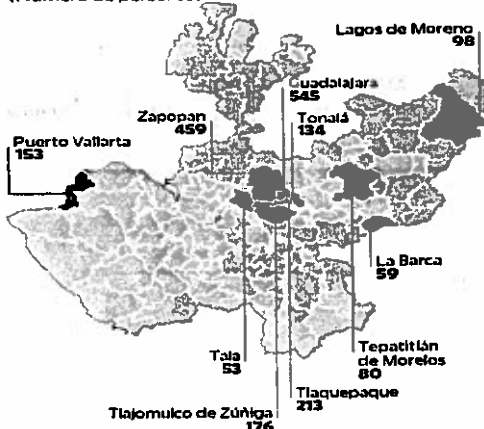 Lagos de Moreno
98
Guadalajara
545
Zapopan
459
Tonalá
134
Puerto Vallarta
153
La Barca
59
Tala
53
Tepatitlán
de Morelos
80
Tlaquepaque
213
Tlajomulco de Zúñiga
176